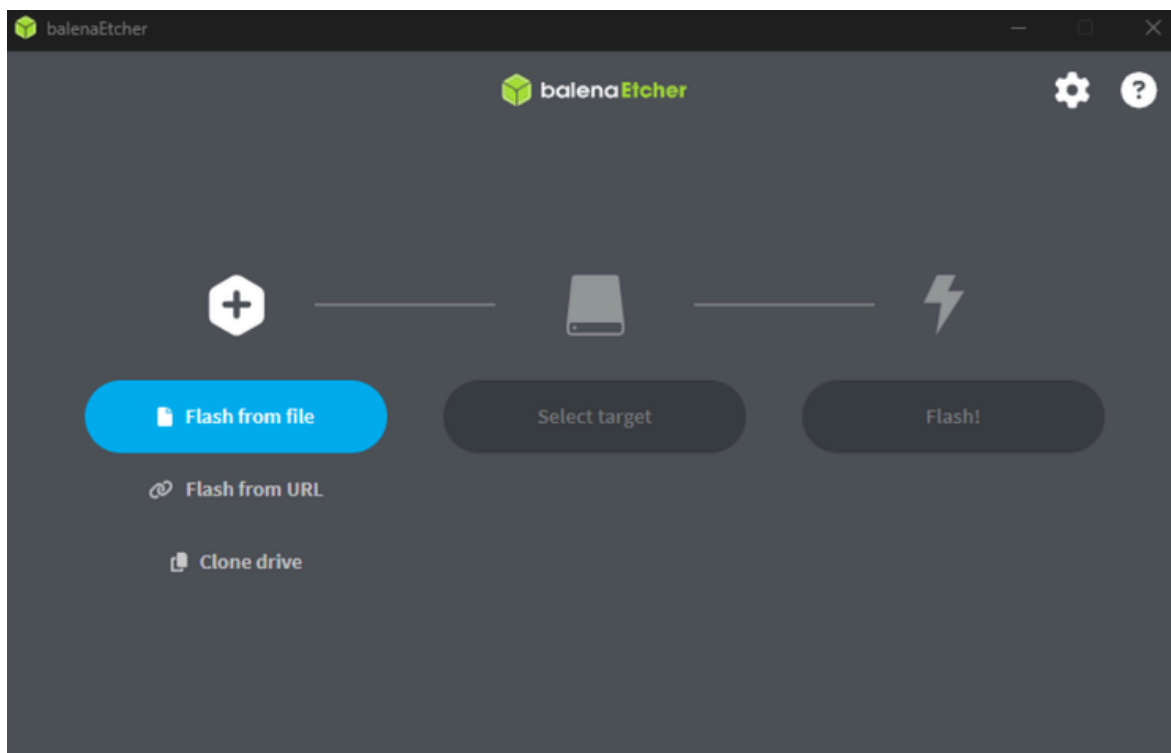 balenaEtcher
balenaEtcher
?
Flash from file
Select target
Flash!
Flash from URL
Clone drive